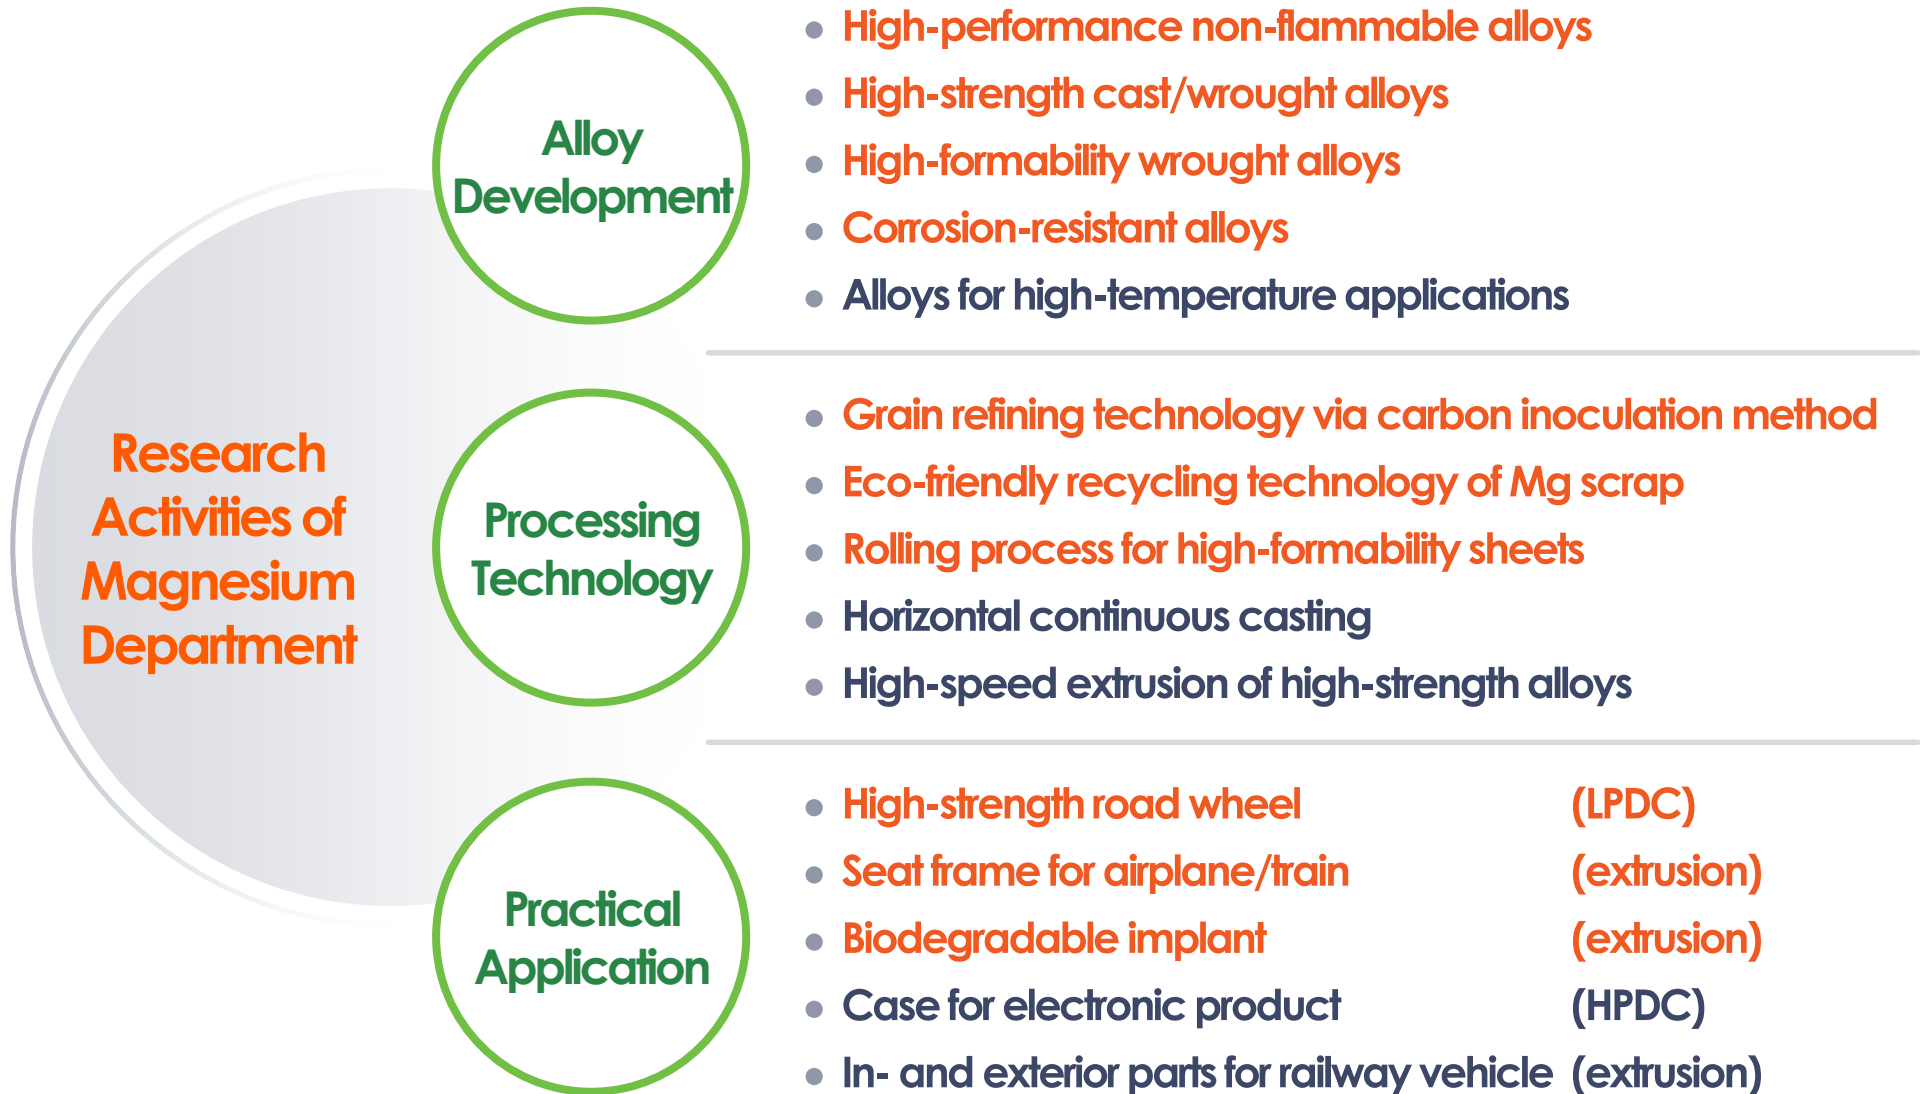 Research
Activities of
Magnesium
Department
Alloy
Development
High-performance non-flammable alloys
High-strength cast/wrought alloys
High-formability wrought alloys
Corrosion-resistant alloys
Alloys for high-temperature applications
Processing
Technology
Grain refining technology via carbon inoculation method
Eco-friendly recycling technology of Mg scrap
Rolling process for high-formability sheets
Horizontal continuous casting
High-speed extrusion of high-strength alloys
Practical
Application
High-strength road wheel (LPDC)
Seat frame for airplane/train (extrusion)
Biodegradable implant (extrusion)
Case for electronic product (HPDC)
In- and exterior parts for railway vehicle (extrusion)